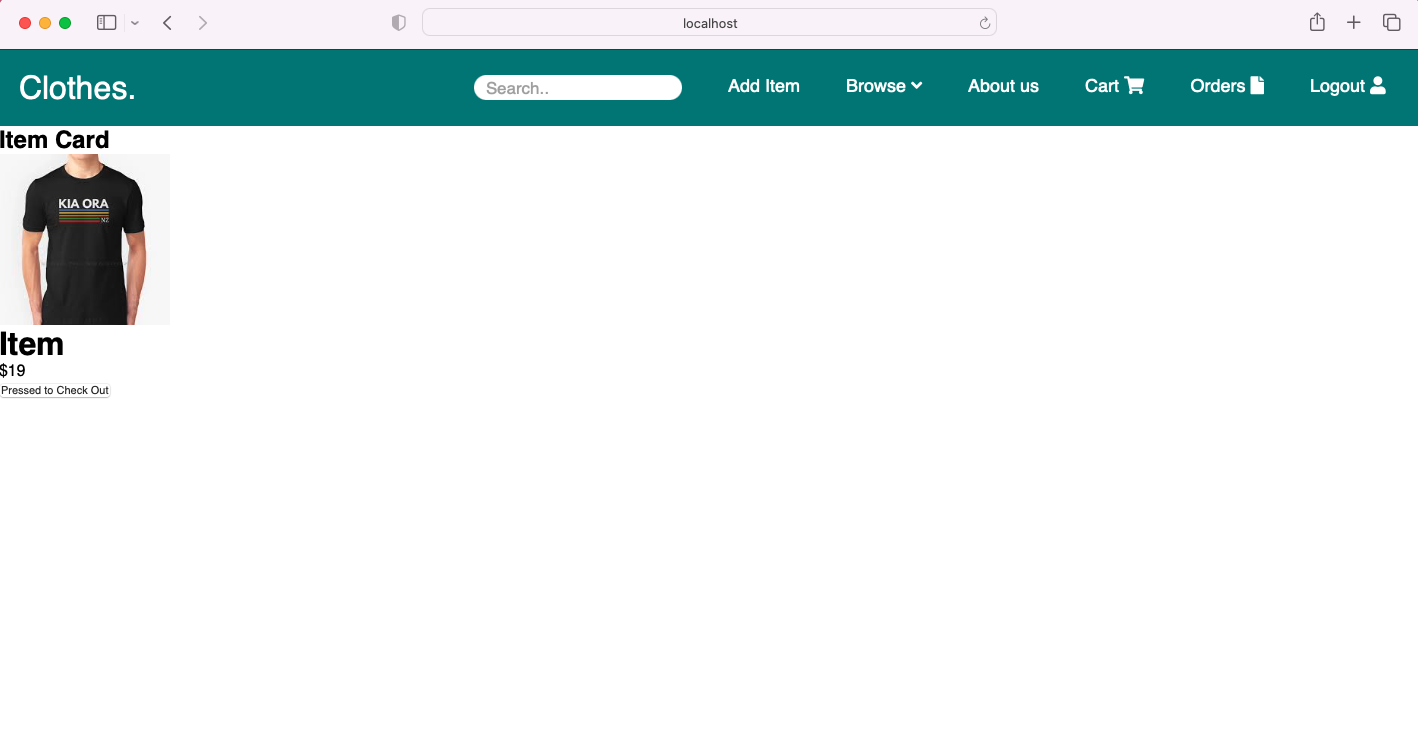 localhost
Clothes.
Search..
Add Item
Browse
About us
Cart
Orders
Logout
Item Card
KIA ORA
NZ
Item
$19
Pressed to Check Out